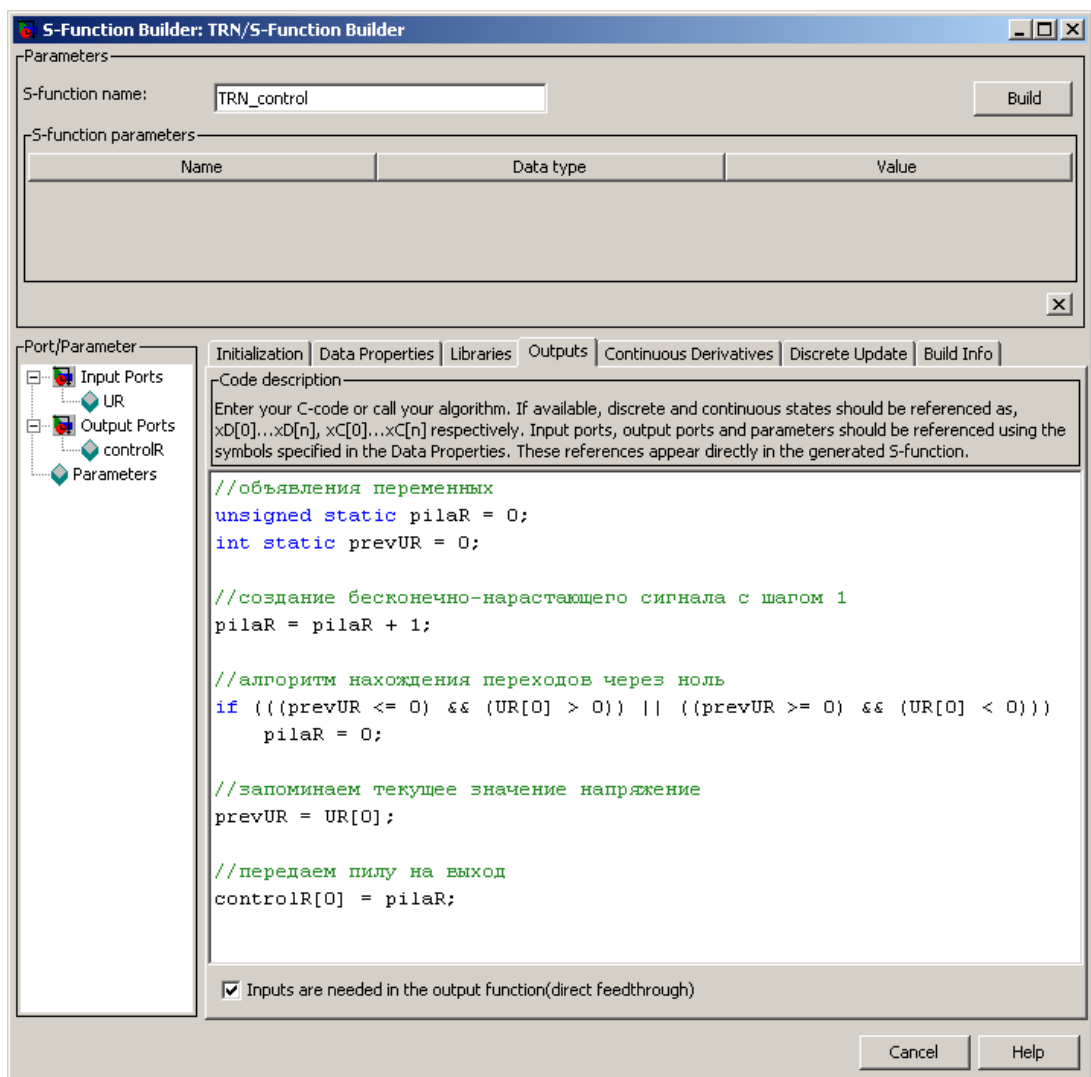 S-Function Builder: TRN/S-Function Builder
Parameters
S-function name:
TRN_control
Build
S-function parameters
Name Data type Value
Port/Parameter
Input Ports
UR
Output Ports
controlR
Parameters
Initialization Data Properties Libraries Outputs Continuous Derivatives Discrete Update Build Info
Code description
Enter your C-code or call your algorithm. If available, discrete and continuous states should be referenced as,
xD[0]...xD[n], xC[0]...xC[n] respectively. Input ports, output ports and parameters should be referenced using the
symbols specified in the Data Properties. These references appear directly in the generated S-function.
//объявления переменных
unsigned static pilaR = 0;
int static prevUR = 0;
//создание бесконечно-нарастающего сигнала с шагом 1
pilaR = pilaR + 1;
//алгоритм нахождения переходов через ноль
if (((prevUR <= 0) && (UR[0] > 0)) || ((prevUR >= 0) && (UR[0] < 0)))
pilaR = 0;
//запоминаем текущее значение напряжение
prevUR = UR[0];
//передаем пилу на выход
controlR[0] = pilaR;
Inputs are needed in the output function(direct feedthrough)
Cancel Help